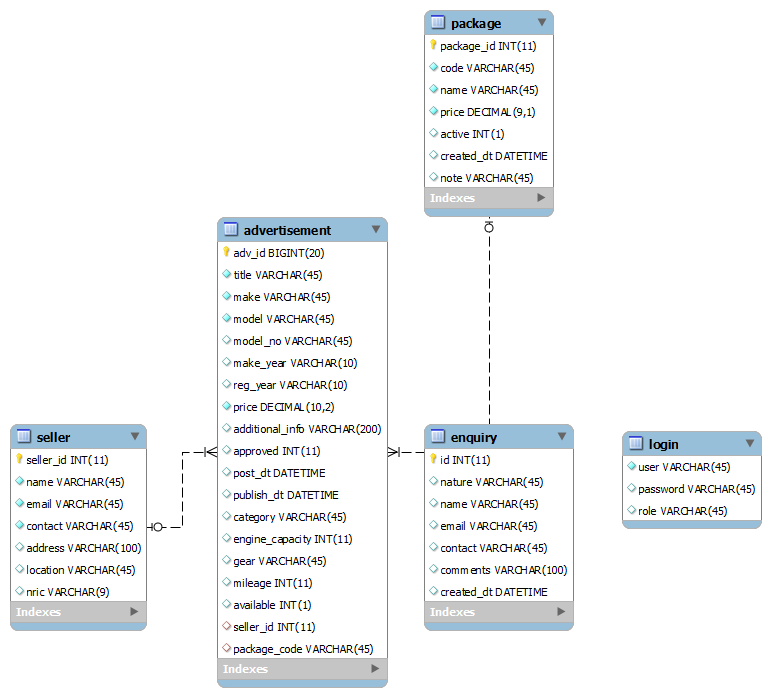 package
package_id INT(11)
code VARCHAR(45)
name VARCHAR(45)
price DECIMAL(9,1)
active INT(1)
created_dt DATETIME
note VARCHAR(45)
Indexes
advertisement
adv_id BIGINT(20)
title VARCHAR(45)
make VARCHAR(45)
model VARCHAR(45)
model_no VARCHAR(45)
make_year VARCHAR(10)
reg_year VARCHAR(10)
price DECIMAL(10,2)
additional_info VARCHAR(200)
approved INT(11)
post_dt DATETIME
publish_dt DATETIME
category VARCHAR(45)
engine_capacity INT(11)
gear VARCHAR(45)
mileage INT(11)
available INT(1)
seller_id INT(11)
package_code VARCHAR(45)
Indexes
seller
seller_id INT(11)
name VARCHAR(45)
email VARCHAR(45)
contact VARCHAR(45)
address VARCHAR(100)
location VARCHAR(45)
nric VARCHAR(9)
Indexes
enquiry
id INT(11)
nature VARCHAR(45)
name VARCHAR(45)
email VARCHAR(45)
contact VARCHAR(45)
comments VARCHAR(100)
created_dt DATETIME
Indexes
login
user VARCHAR(45)
password VARCHAR(45)
role VARCHAR(45)